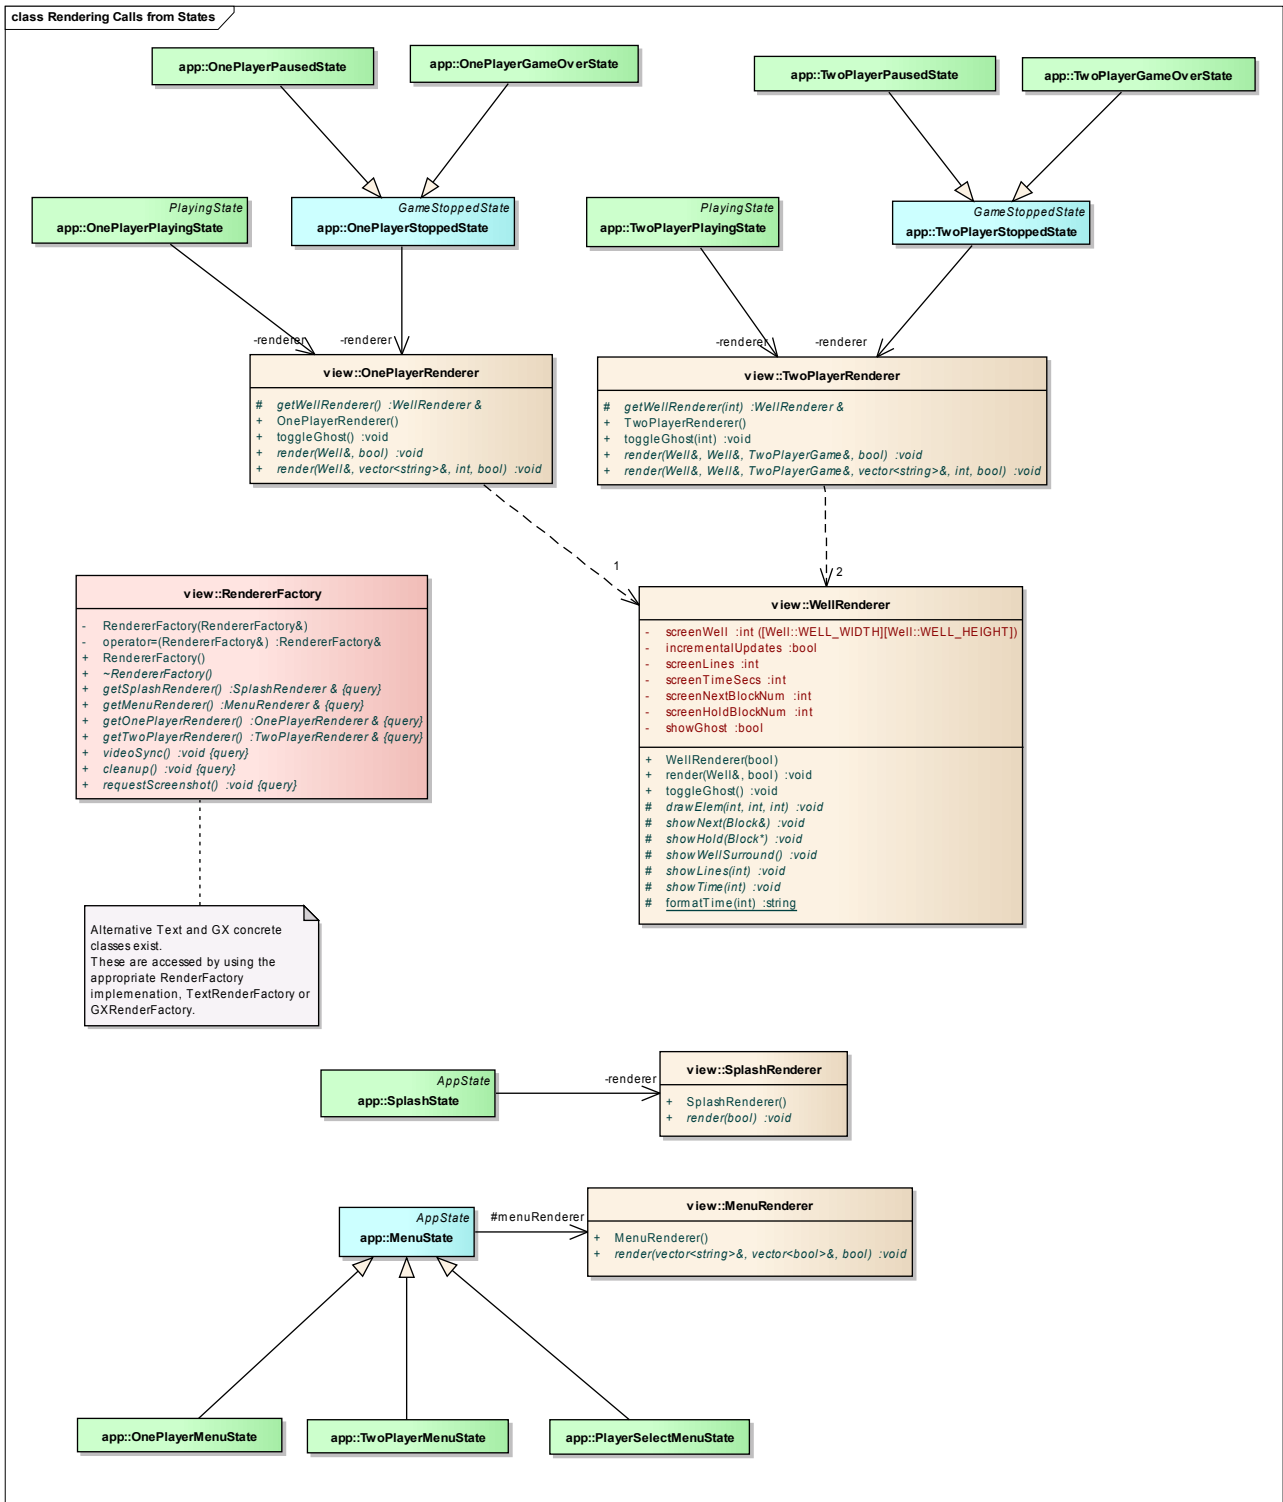 class Rendering Calls from States
app::OnePlayerPausedState
app::OnePlayerGameOverState
app::TwoPlayerPausedState
app::TwoPlayerGameOverState
PlayingState
app::OnePlayerPlayingState
GameStoppedState
app::OnePlayerStoppedState
PlayingState
app::TwoPlayerPlayingState
GameStoppedState
app::TwoPlayerStoppedState
-renderer
-renderer
-renderer
-renderer
view::OnePlayerRenderer
# getWellRenderer() :WellRenderer &
+ OnePlayerRenderer()
+ toggleGhost() :void
+ render(Well&, bool) :void
+ render(Well&, vector<string>&, int, bool) :void
view::TwoPlayerRenderer
# getWellRenderer(int) :WellRenderer &
+ TwoPlayerRenderer()
+ toggleGhost(int) :void
+ render(Well&, Well&, TwoPlayerGame&, bool) :void
+ render(Well&, Well&, TwoPlayerGame&, vector<string>&, int, bool) :void
1
2
view::RendererFactory
- RendererFactory(RendererFactory&)
- operator=(RendererFactory&) :RendererFactory&
+ RendererFactory()
+ ~RendererFactory()
+ getSplashRenderer() :SplashRenderer & {query}
+ getMenuRenderer() :MenuRenderer & {query}
+ getOnePlayerRenderer() :OnePlayerRenderer & {query}
+ getTwoPlayerRenderer() :TwoPlayerRenderer & {query}
+ videoSync() :void {query}
+ cleanup() :void {query}
+ requestScreenshot() :void {query}
view::WellRenderer
- screenWell :int ([Well::WELL_WIDTH][Well::WELL_HEIGHT])
- incrementalUpdates :bool
- screenLines :int
- screenTimeSecs :int
- screenNextBlockNum :int
- screenHoldBlockNum :int
- showGhost :bool
+ WellRenderer(bool)
+ render(Well&, bool) :void
+ toggleGhost() :void
# drawElem(int, int, int) :void
# showNext(Block&) :void
# showHold(Block*) :void
# showWellSurround() :void
# showLines(int) :void
# showTime(int) :void
# formatTime(int) :string
Alternative Text and GX concrete
classes exist.
These are accessed by using the
appropriate RenderFactory
implemenation, TextRenderFactory or
GXRenderFactory.
AppState
app::SplashState
-renderer
view::SplashRenderer
+ SplashRenderer()
+ render(bool) :void
AppState
app::MenuState
#menuRenderer
view::MenuRenderer
+ MenuRenderer()
+ render(vector<string>&, vector<bool>&, bool) :void
app::OnePlayerMenuState
app::TwoPlayerMenuState
app::PlayerSelectMenuState